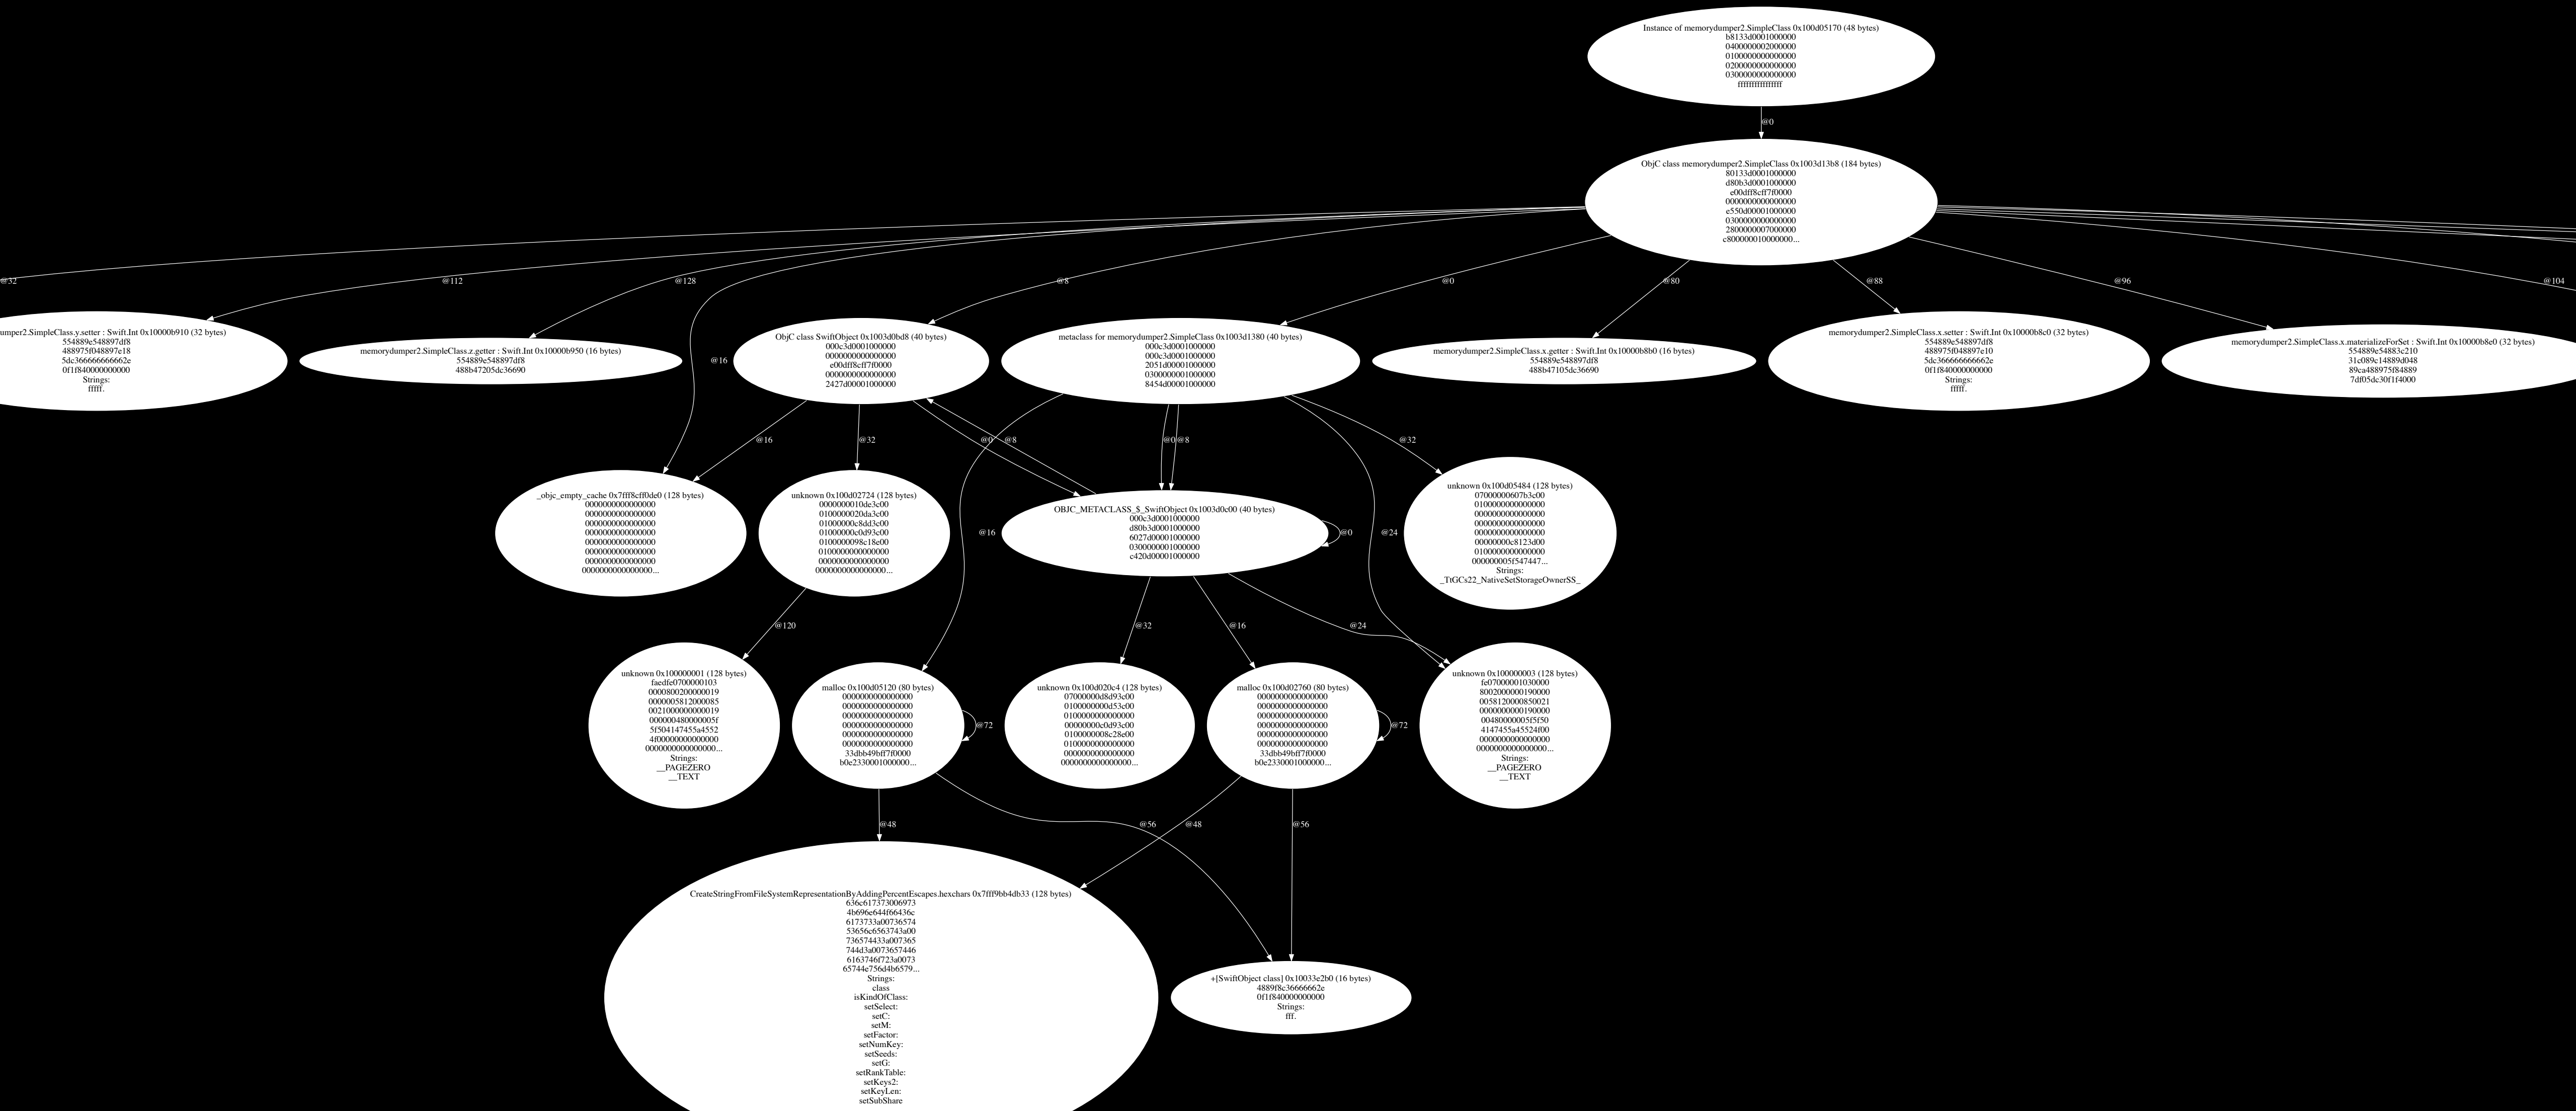 Instance of memorydumper2.SimpleClass 0x100d05170 (48 bytes)
b8133d0001000000
0400000002000000
0100000000000000
0200000000000000
0300000000000000
ffffffffffffffff
@0
ObjC class memorydumper2.SimpleClass 0x1003d13b8 (184 bytes)
80133d0001000000
d80b3d0001000000
e00dff8cff7f0000
0000000000000000
e550d00001000000
0300000000000000
2800000007000000
c800000010000000...
@32
@112
@128
@8
@0
@80
@88
@96
@104
umper2.SimpleClass.y.setter : Swift.Int 0x10000b910 (32 bytes)
554889e548897df8
488975f048897e18
5dc366666666662e
0f1f840000000000
Strings:
fffff.
memorydumper2.SimpleClass.z.getter : Swift.Int 0x10000b950 (16 bytes)
554889e548897df8
488b47205dc36690
@16
ObjC class SwiftObject 0x1003d0bd8 (40 bytes)
000c3d0001000000
0000000000000000
e00dff8cff7f0000
0000000000000000
2427d00001000000
metaclass for memorydumper2.SimpleClass 0x1003d1380 (40 bytes)
000c3d0001000000
000c3d0001000000
2051d00001000000
0300000001000000
8454d00001000000
memorydumper2.SimpleClass.x.getter : Swift.Int 0x10000b8b0 (16 bytes)
554889e548897df8
488b47105dc36690
memorydumper2.SimpleClass.x.setter : Swift.Int 0x10000b8c0 (32 bytes)
554889e548897df8
488975f048897e10
5dc366666666662e
0f1f840000000000
Strings:
fffff.
memorydumper2.SimpleClass.x.materializeForSet : Swift.Int 0x10000b8e0 (32 bytes)
554889e54883c210
31c089c14889d048
89ca488975f84889
7df05dc30f1f4000
@16
@32
@0
@8
@0
@8
@32
_objc_empty_cache 0x7fff8cff0de0 (128 bytes)
0000000000000000
0000000000000000
0000000000000000
0000000000000000
0000000000000000
0000000000000000
0000000000000000
0000000000000000...
unknown 0x100d02724 (128 bytes)
0000000010de3c00
0100000020da3c00
01000000c8dd3c00
01000000c0d93c00
0100000098c18e00
0100000000000000
0000000000000000
0000000000000000...
@16
OBJC_METACLASS_$_SwiftObject 0x1003d0c00 (40 bytes)
000c3d0001000000
d80b3d0001000000
6027d00001000000
0300000001000000
c420d00001000000
@0
@24
unknown 0x100d05484 (128 bytes)
07000000607b3c00
0100000000000000
0000000000000000
0000000000000000
0000000000000000
00000000c8123d00
0100000000000000
000000005f547447...
Strings:
_TtGCs22_NativeSetStorageOwnerSS_
@120
@32
@16
@24
unknown 0x100000001 (128 bytes)
faedfe0700000103
0000800200000019
0000005812000085
0021000000000019
000000480000005f
5f504147455a4552
4f00000000000000
0000000000000000...
Strings:
__PAGEZERO
__TEXT
malloc 0x100d05120 (80 bytes)
0000000000000000
0000000000000000
0000000000000000
0000000000000000
0000000000000000
0000000000000000
33dbb49bff7f0000
b0e2330001000000...
@72
unknown 0x100d020c4 (128 bytes)
07000000d8d93c00
01000000d0d53c00
0100000000000000
00000000c0d93c00
010000008c28e00
0100000000000000
0000000000000000
0000000000000000...
malloc 0x100d02760 (80 bytes)
0000000000000000
0000000000000000
0000000000000000
0000000000000000
0000000000000000
0000000000000000
33dbb49bff7f0000
b0e2330001000000...
@72
unknown 0x100000003 (128 bytes)
fe07000001030000
8002000000190000
0058120000850021
0000000000190000
00480000005f5f50
4147455a45524f00
0000000000000000
0000000000000000...
Strings:
__PAGEZERO
__TEXT
@48
@56
@48
@56
CreateStringFromFileSystemRepresentationByAddingPercentEscapes.hexchars 0x7fff9bb4db33 (128 bytes)
636c617373006973
4b696e644f66436c
6173733a00736574
53656c6563743a00
736574433a007365
744d3a0073657446
6163746f723a0073
65744e756d4b6579...
Strings:
class
isKindOfClass:
setSelect:
setC:
setM:
setFactor:
setNumKey:
setSeeds:
setG:
setRankTable:
setKeys2:
setKeyLen:
setSubShare
+[SwiftObject class] 0x10033e2b0 (16 bytes)
4889f8c36666662e
0f1f840000000000
Strings:
fff.